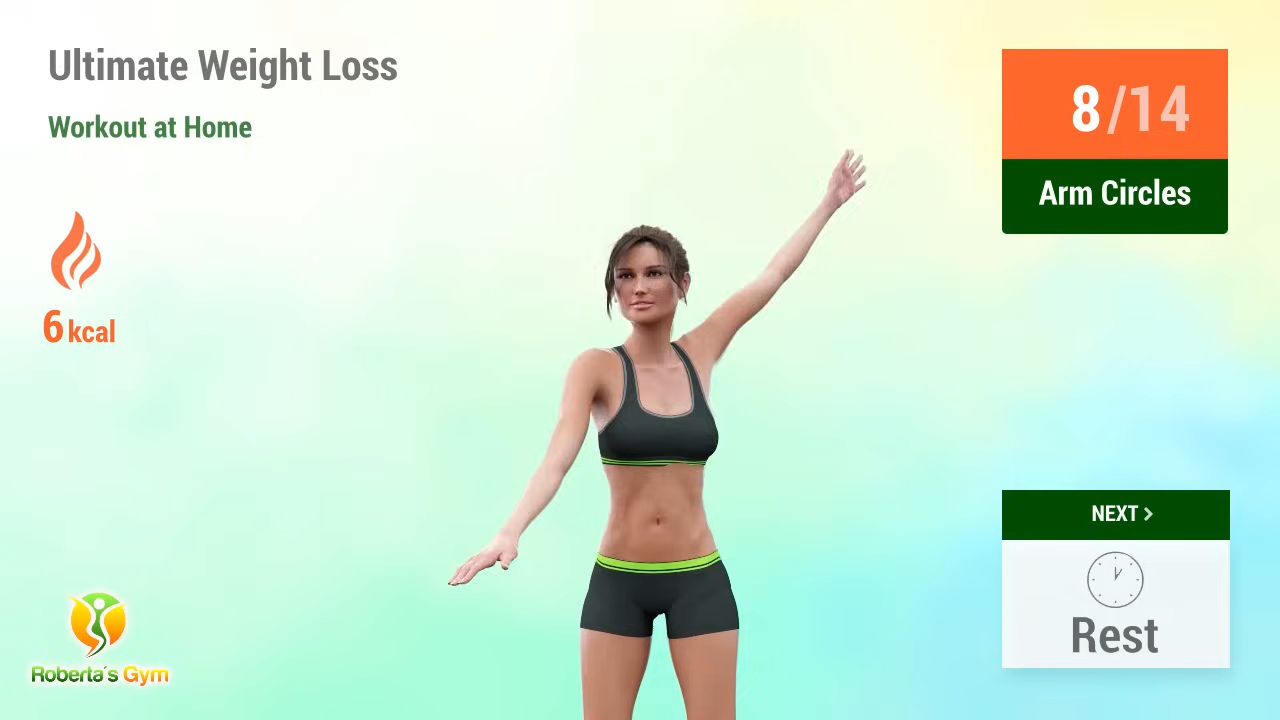 Ultimate Weight Loss
Workout at Home
8/14
Arm Circles
6 kcal
NEXT >
Rest
Roberta´s Gym